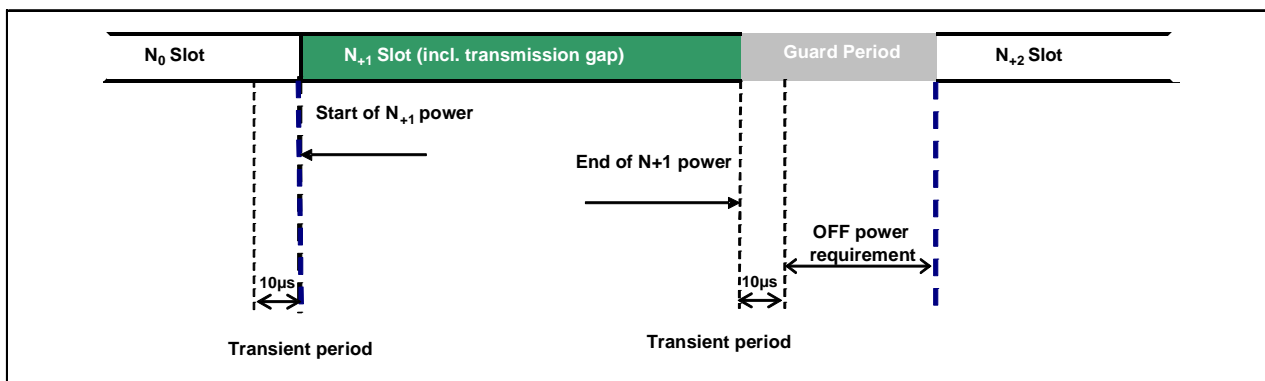 N0 Slot
N+1 Slot (incl. transmission gap)
Guard Period
N+2 Slot
Start of N+1 power
End of N+1 power
OFF power
requirement
10µs
10µs
Transient period
Transient period